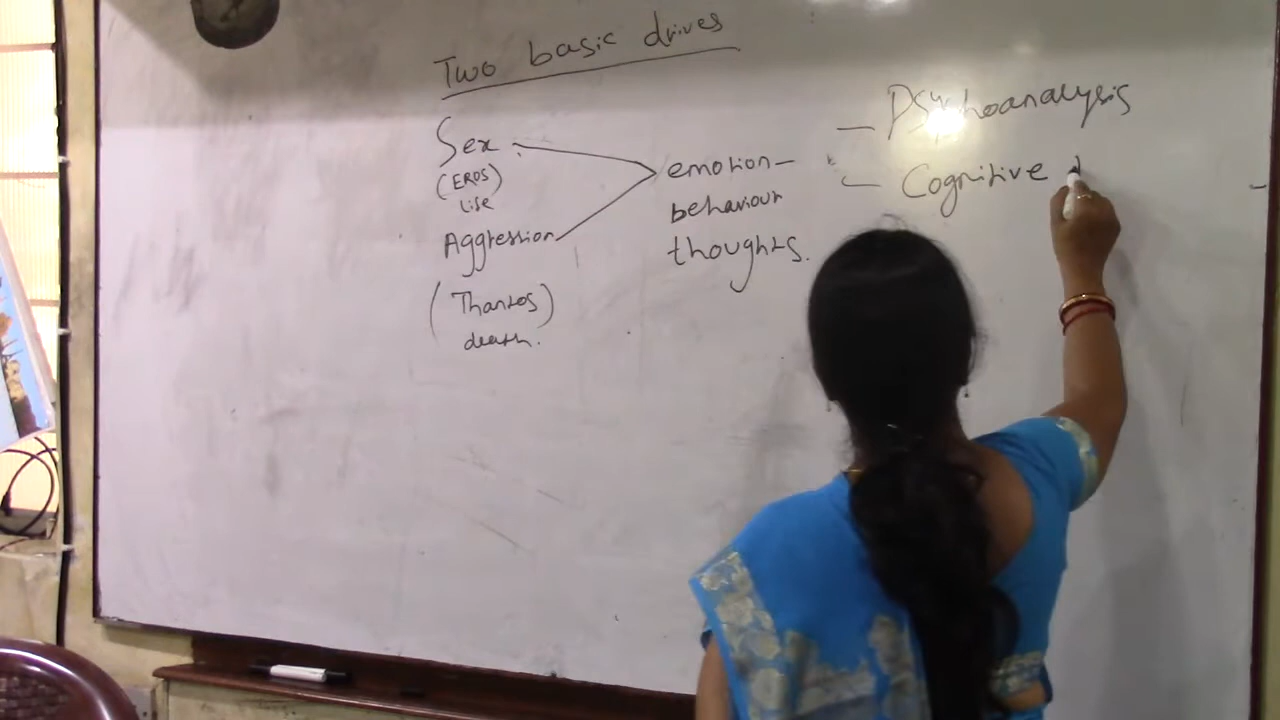 Two basic drives
Sex
(EROS)
Life
Aggression
(Thantos)
death.
emotion-
behaviour
thoughts.
- Psychoanalysis
- Cognitive